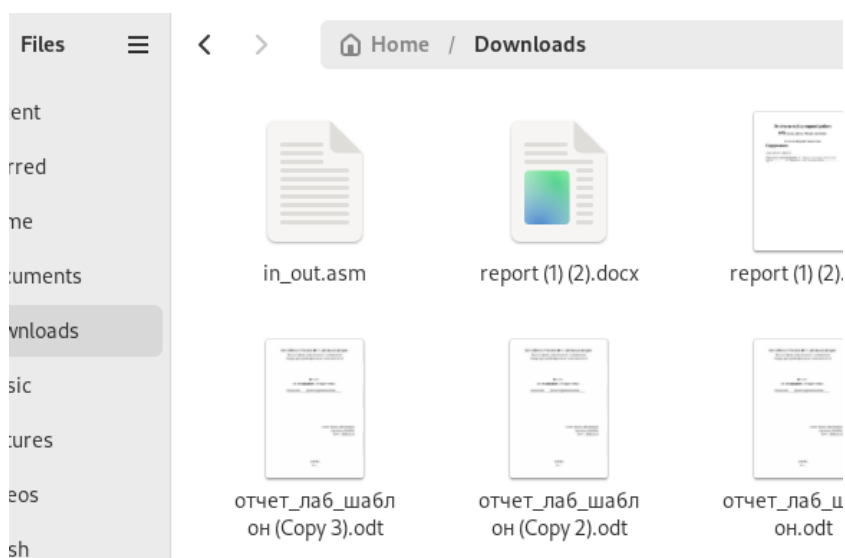 Files
Home / Downloads
ent
rred
me
cuments
wnloads
sic
tures
eos
sh
in_out.asm
report (1) (2).docx
report (1) (2).
отчет_лаб_шабл
он (Copy 3).odt
отчет_лаб_шабл
он (Copy 2).odt
отчет_лаб_ш
он.odt